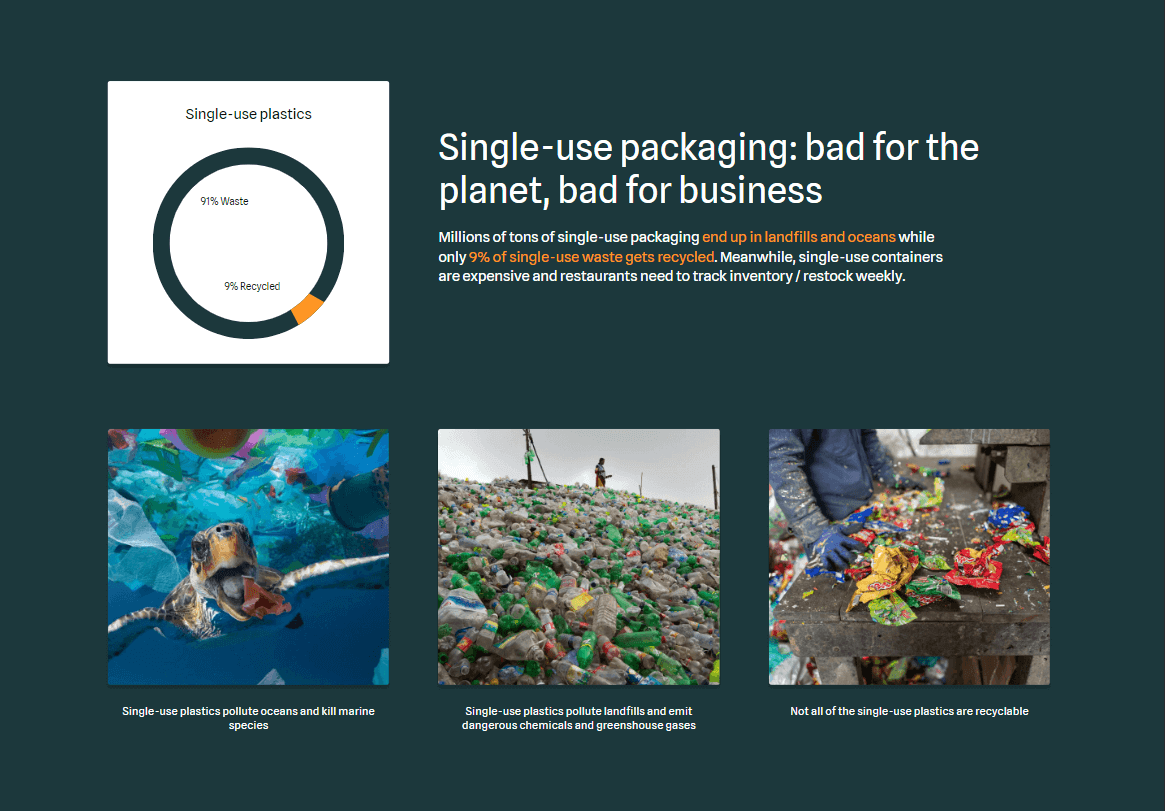 Single-use plastics
91% Waste
9% Recycled
Single-use packaging: bad for the
planet, bad for business
Millions of tons of single-use packaging end up in landfills and oceans while
only 9% of single-use waste gets recycled. Meanwhile, single-use containers
are expensive and restaurants need to track inventory / restock weekly.
Single-use plastics pollute oceans and kill marine
species
Single-use plastics pollute landfills and emit
dangerous chemicals and greenshouse gases
Not all of the single-use plastics are recyclable